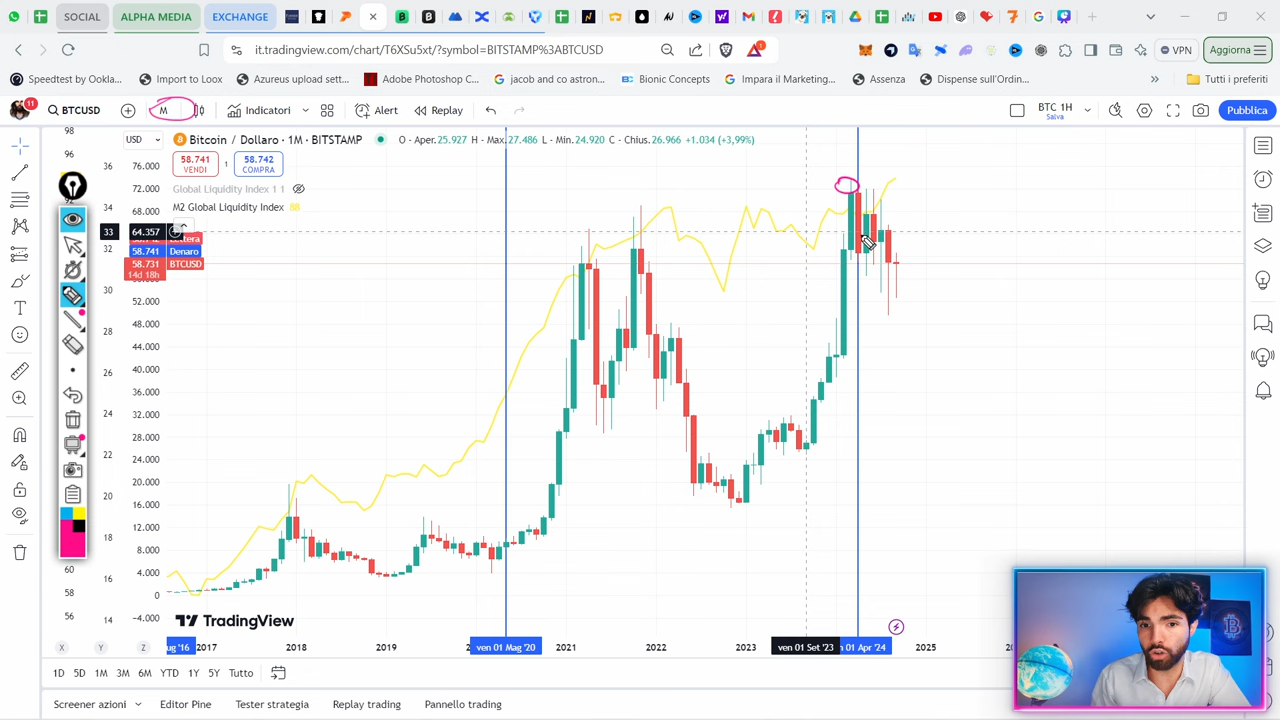 SOCIAL ALPHA MEDIA EXCHANGE
it.tradingview.com/chart/T6XSu5xt/?symbol=BITSTAMP%3ABTCUSD VPN Aggiorna
Speedtest by Ookla... Import to Loox Azureus upload sett... Adobe Photoshop C... jacob and co astron... Bionic Concepts Impara il Marketing... Assenza Dispense sull'Ordin... » Tutti i preferiti
11 BTCUSD M Indicatori Alert Replay BTC 1H Salva Pubblica
USD Bitcoin / Dollaro · 1M · BITSTAMP O - Aper.25.927 H - Max.27.486 L - Min.24.920 C - Chius.26.966 +1.034 (+3,99%)
58.741 VENDI 1 58.742 COMPRA
Global Liquidity Index 1 1
M2 Global Liquidity Index
98
96
60
58
56
36
34
33
32
30
28
26
24
22
20
18
16
14
76.000
72.000
68.000
64.357
58.741 Denaro
58.731 BTCUSD
14d 18h
52.000
48.000
44.000
40.000
36.000
32.000
28.000
24.000
20.000
16.000
12.000
8.000
4.000
0
−4.000
TradingView
X Y Z ug '16 2017 2018 2019 ven 01 Mag '20 2021 2022 2023 ven 01 Set '23 n 01 Apr '24 2025
1D 5D 1M 3M 6M YTD 1Y 5Y Tutto
Screener azioni Editor Pine Tester strategia Replay trading Pannello trading